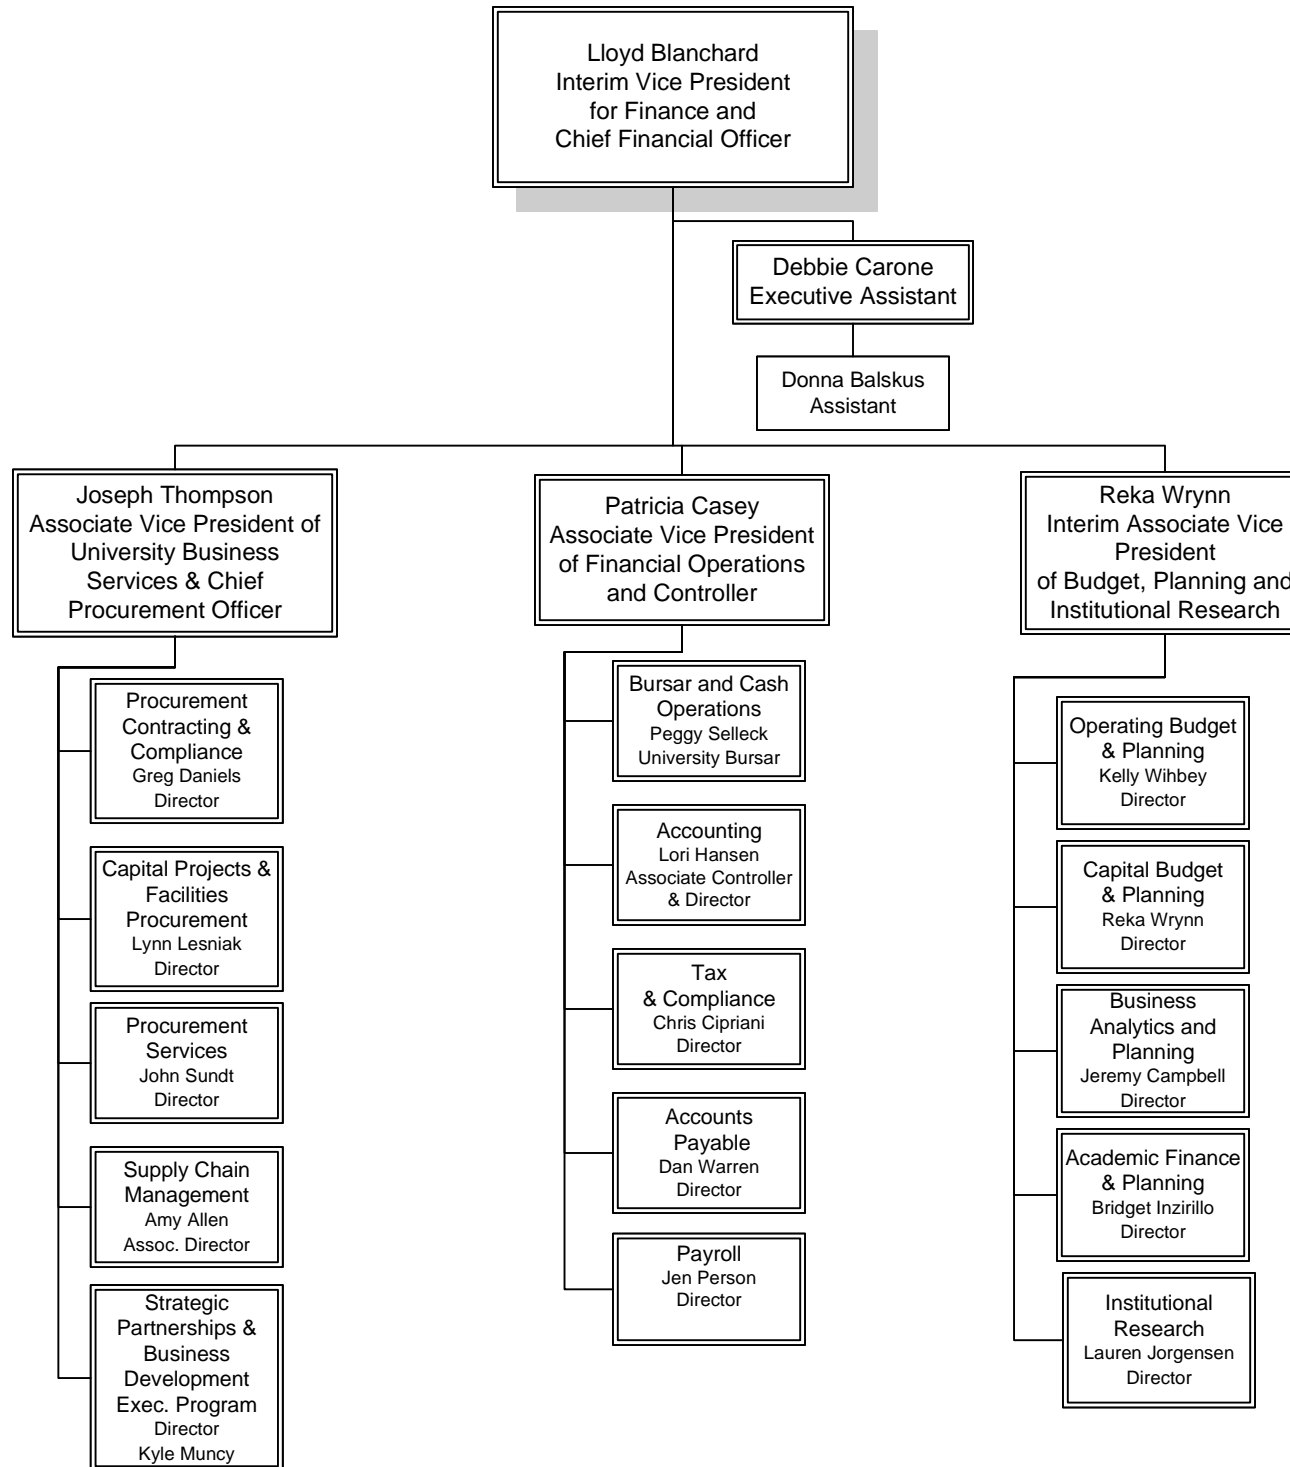 Lloyd Blanchard
Interim Vice President
for Finance and
Chief Financial Officer
Debbie Carone
Executive Assistant
Donna Balskus
Assistant
Joseph Thompson
Associate Vice President of
University Business
Services & Chief
Procurement Officer
Procurement
Contracting &
Compliance
Greg Daniels
Director
Capital Projects &
Facilities
Procurement
Lynn Lesniak
Director
Procurement
Services
John Sundt
Director
Supply Chain
Management
Amy Allen
Assoc. Director
Strategic
Partnerships &
Business
Development
Exec. Program
Director
Kyle Muncy
Patricia Casey
Associate Vice President
of Financial Operations
and Controller
Bursar and Cash
Operations
Peggy Selleck
University Bursar
Accounting
Lori Hansen
Associate Controller
& Director
Tax
& Compliance
Chris Cipriani
Director
Accounts
Payable
Dan Warren
Director
Payroll
Jen Person
Director
Reka Wrynn
Interim Associate Vice
President
of Budget, Planning and
Institutional Research
Operating Budget
& Planning
Kelly Wihbey
Director
Capital Budget
& Planning
Reka Wrynn
Director
Business
Analytics and
Planning
Jeremy Campbell
Director
Academic Finance
& Planning
Bridget Inzirillo
Director
Institutional
Research
Lauren Jorgensen
Director